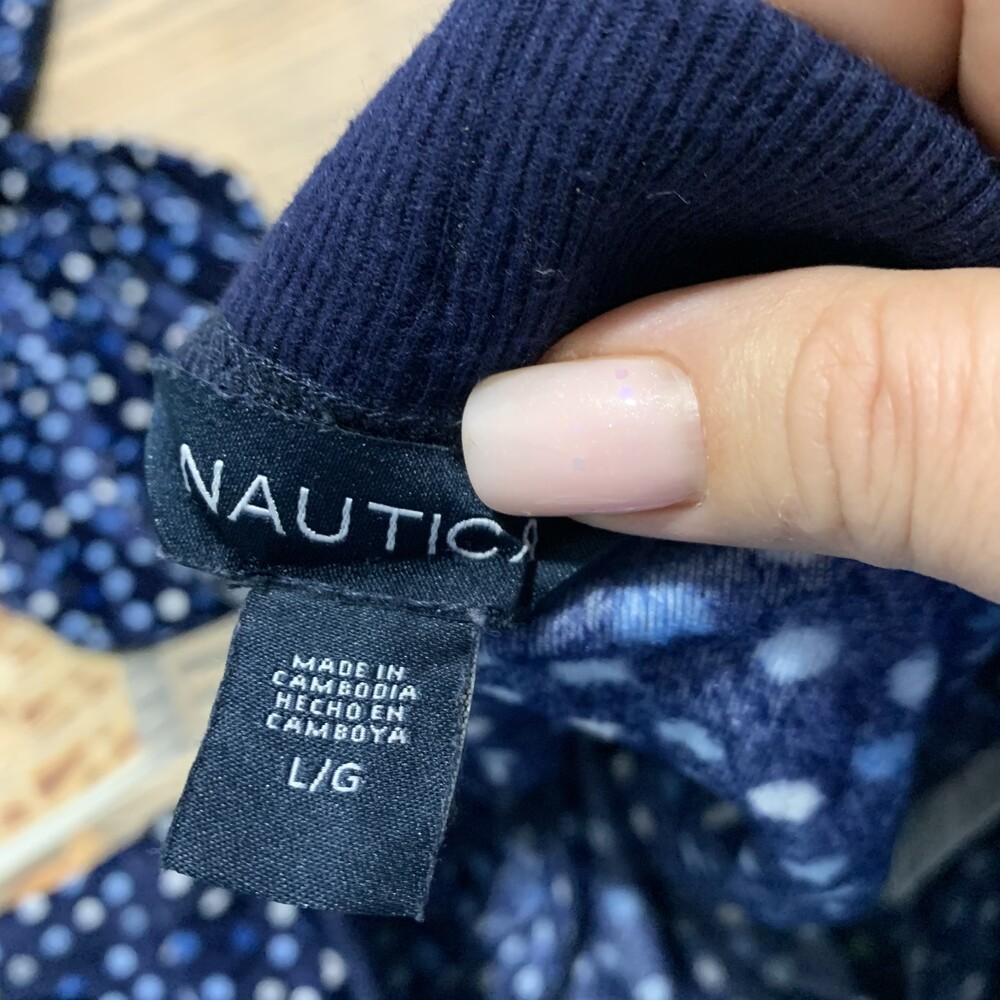 NAUTICA
MADE IN
CAMBODIA
HECHO EN
CAMBOYA
L/G